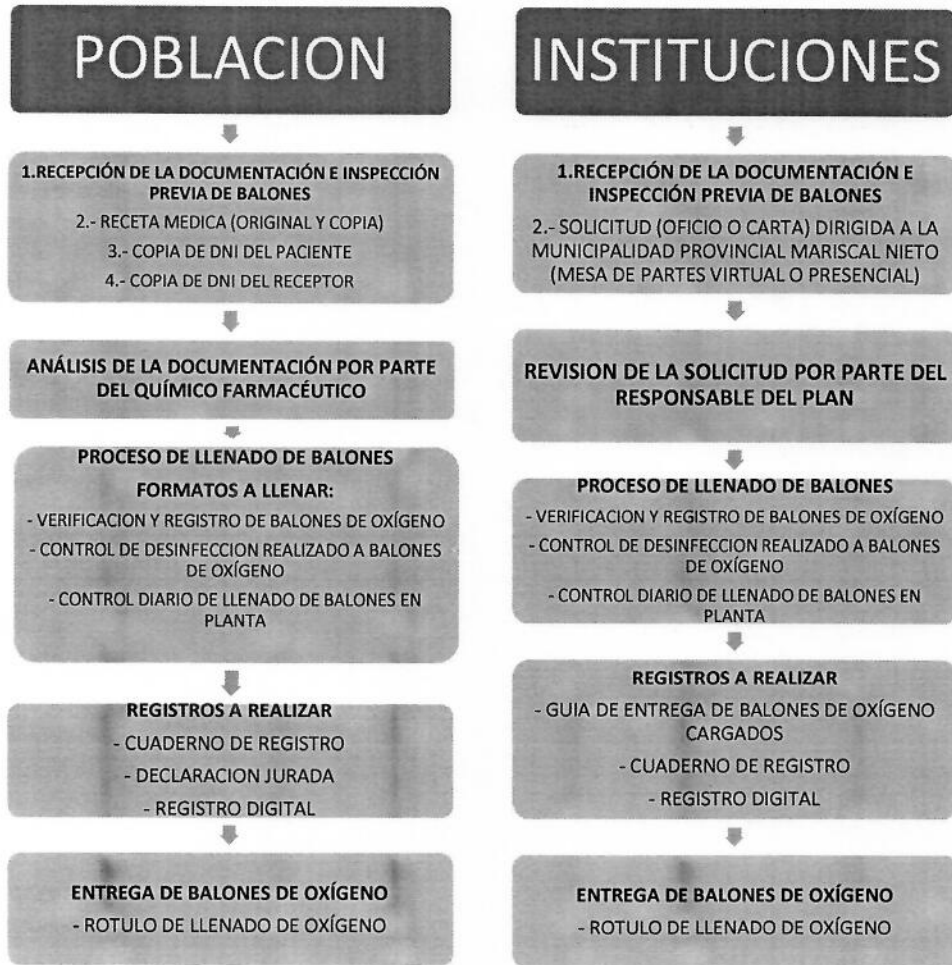 POBLACION
1.RECEPCIÓN DE LA DOCUMENTACIÓN E INSPECCIÓN
PREVIA DE BALONES
2.- RECETA MEDICA (ORIGINAL Y COPIA)
3.- COPIA DE DNI DEL PACIENTE
4.- COPIA DE DNI DEL RECEPTOR
ANÁLISIS DE LA DOCUMENTACIÓN POR PARTE
DEL QUÍMICO FARMACÉUTICO
PROCESO DE LLENADO DE BALONES
FORMATOS A LLENAR:
- VERIFICACION Y REGISTRO DE BALONES DE OXÍGENO
- CONTROL DE DESINFECCION REALIZADO A BALONES
DE OXÍGENO
- CONTROL DIARIO DE LLENADO DE BALONES EN
PLANTA
REGISTROS A REALIZAR
- CUADERNO DE REGISTRO
- DECLARACION JURADA
- REGISTRO DIGITAL
ENTREGA DE BALONES DE OXÍGENO
- ROTULO DE LLENADO DE OXÍGENO
INSTITUCIONES
1.RECEPCIÓN DE LA DOCUMENTACIÓN E
INSPECCIÓN PREVIA DE BALONES
2.- SOLICITUD (OFICIO O CARTA) DIRIGIDA A LA
MUNICIPALIDAD PROVINCIAL MARISCAL NIETO
(MESA DE PARTES VIRTUAL O PRESENCIAL)
REVISION DE LA SOLICITUD POR PARTE DEL
RESPONSABLE DEL PLAN
PROCESO DE LLENADO DE BALONES
- VERIFICACION Y REGISTRO DE BALONES DE OXÍGENO
- CONTROL DE DESINFECCION REALIZADO A BALONES
DE OXÍGENO
- CONTROL DIARIO DE LLENADO DE BALONES EN
PLANTA
REGISTROS A REALIZAR
- GUIA DE ENTREGA DE BALONES DE OXÍGENO
CARGADOS
- CUADERNO DE REGISTRO
- REGISTRO DIGITAL
ENTREGA DE BALONES DE OXÍGENO
- ROTULO DE LLENADO DE OXÍGENO